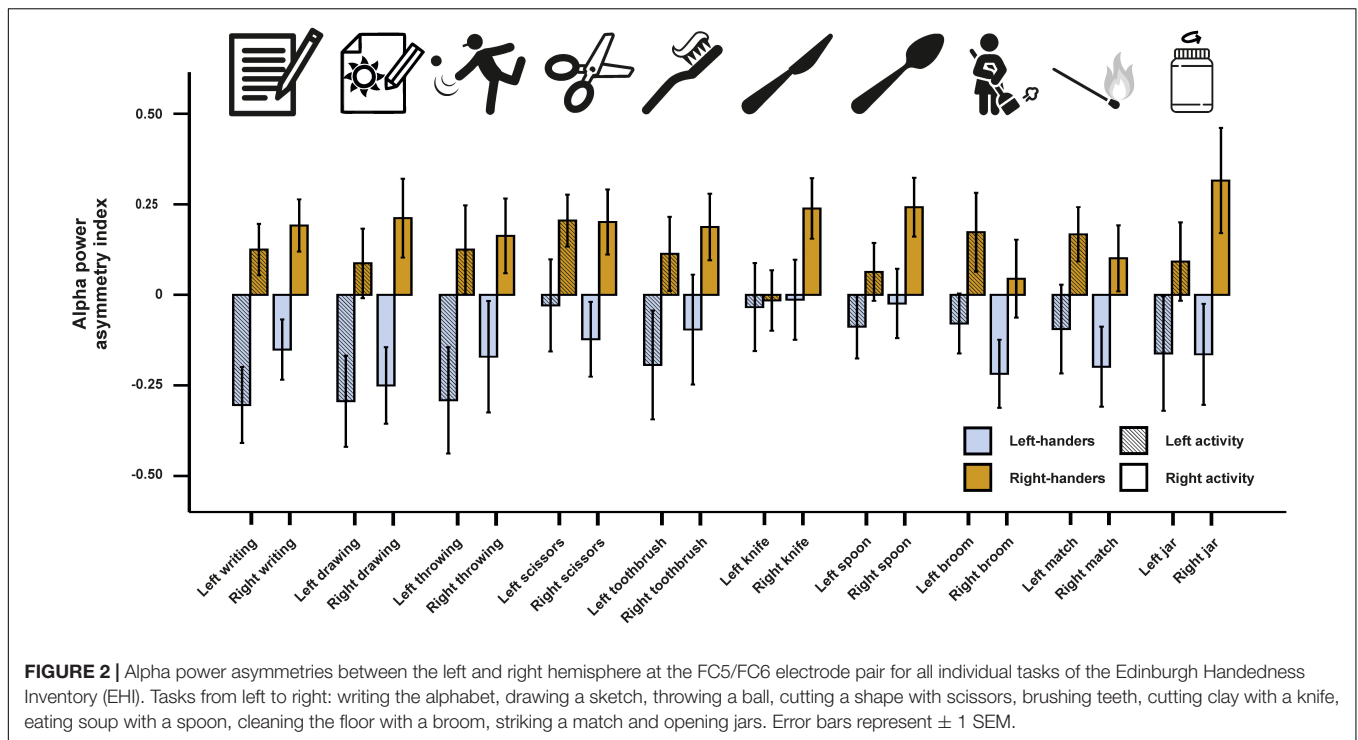 Alpha power
asymmetry index
0.50
0.25
0
-0.25
-0.50
Left-handers
Left activity
Right-handers
Right activity
Left writing
Right writing
Left drawing
Right drawing
Left throwing
Right throwing
Left scissors
Right scissors
Left toothbrush
Right toothbrush
Left knife
Right knife
Left spoon
Right spoon
Left broom
Right broom
Left match
Right match
Left jar
Right jar
FIGURE 2 | Alpha power asymmetries between the left and right hemisphere at the FC5/FC6 electrode pair for all individual tasks of the Edinburgh Handedness
Inventory (EHI). Tasks from left to right: writing the alphabet, drawing a sketch, throwing a ball, cutting a shape with scissors, brushing teeth, cutting clay with a knife,
eating soup with a spoon, cleaning the floor with a broom, striking a match and opening jars. Error bars represent ± 1 SEM.